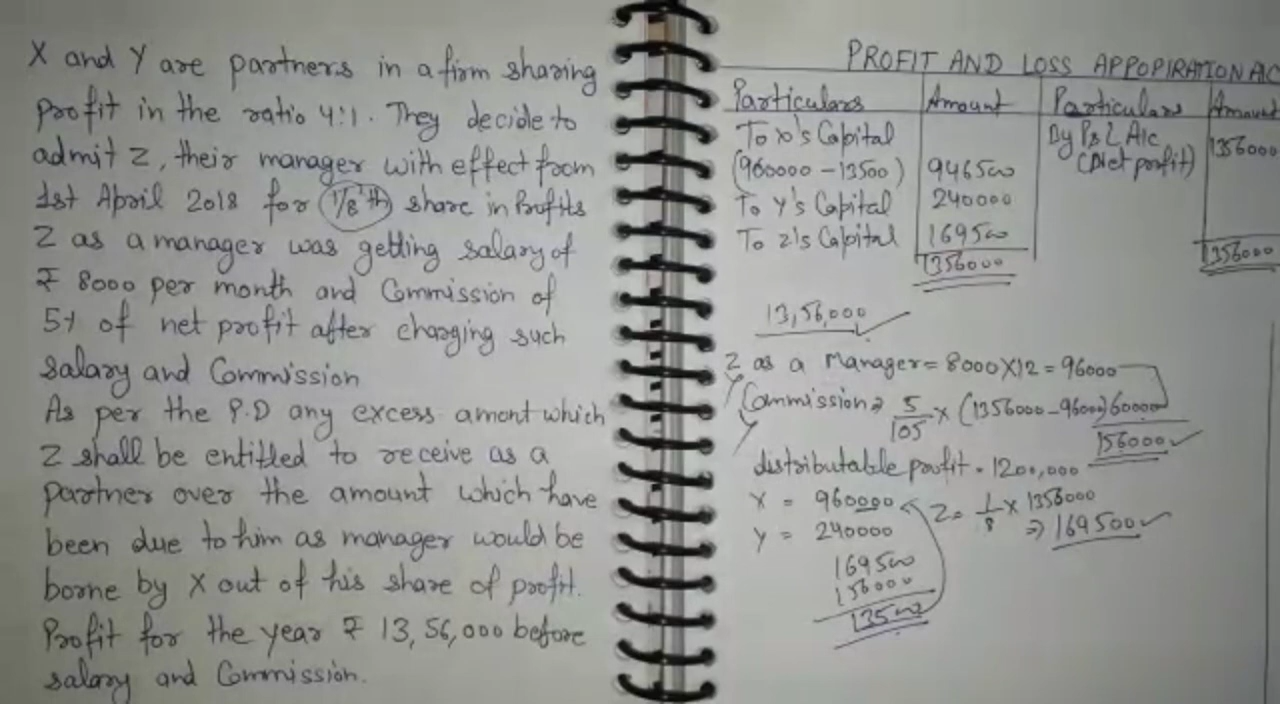 X and Y are partners in a firm sharing
profit in the ratio 4:1. They decide to
admit Z, their manager with effect from
1st April 2018 for (1/8th) share in Profits
Z as a manager was getting salary of
₹ 8000 per month and Commission of
5% of net profit after charging such
salary and Commission
As per the P.D any excess amont which
Z shall be entitled to receive as a
partner over the amount which have
been due to him as manager would be
borne by X out of his share of profit.
Profit for the year ₹ 13,56,000 before
salary and Commission.
PROFIT AND LOSS APPOPIRATION A/C
Particulars Amount Particulars Amount
To X's Capital By P&L A/c 1356000
(960000 - 13500) 946500 (Net profit)
To Y's Capital 240000
To Z's Capital 169500
1356000 1356000
13,56,000
Z as a Manager = 8000×12 = 96000
Commission ⇒ 5/105 × (1356000-96000) 60000
156000
distributable profit = 1200,000
X = 960000 Z = 1/8 × 1356000
Y = 240000 ⇒ 169500
169500
156000
13500